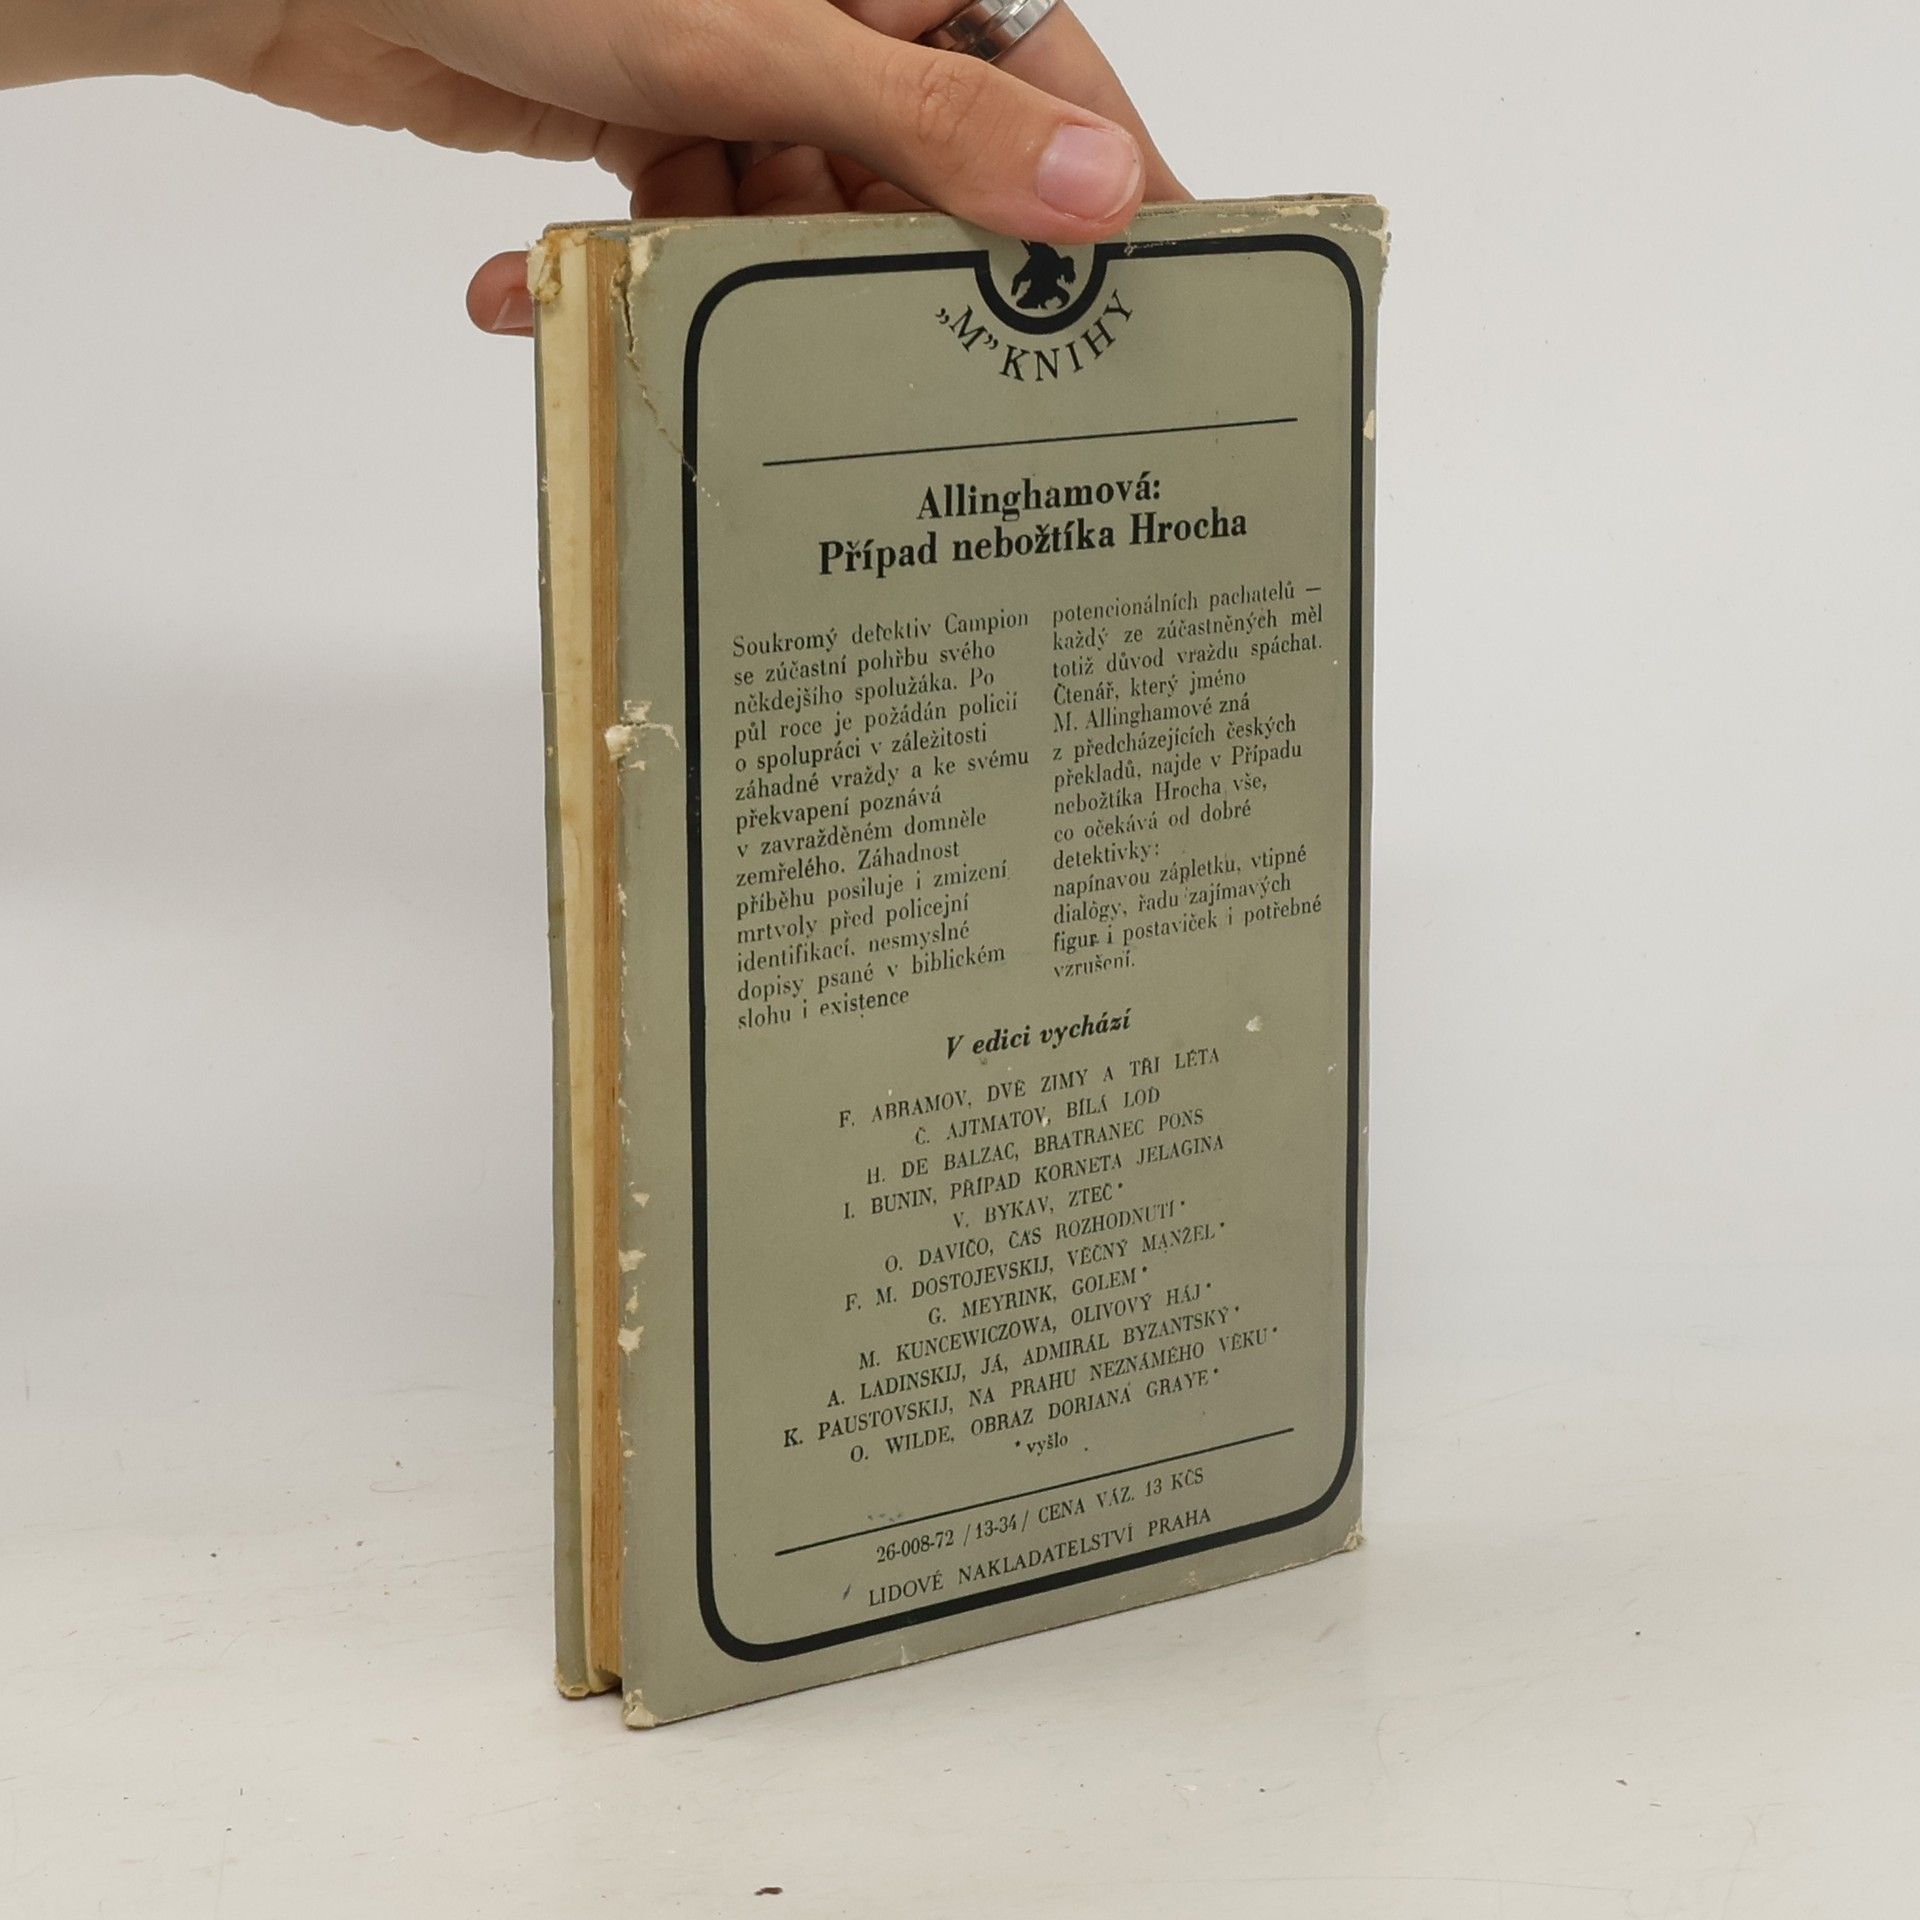 „M” KNIHY
Allinghamová:
Případ nebožtíka Hrocha
Soukromý detektiv Campion
se zúčastní pohřbu svého
někdejšího spolužáka. Po
půl roce je požádán policií
o spolupráci v záležitosti
záhadné vraždy a ke svému
překvapení poznává
v zavražděném domněle
zemřelého. Záhadnost
příběhu posiluje i zmizení
mrtvoly před policejní
identifikací, nesmyslné
dopisy psané v biblickém
slohu i existence
potencionálních pachatelů —
každý ze zúčastněných měl
totiž důvod vraždu spáchat.
Čtenář, který jméno
M. Allinghamové zná
z předcházejících českých
překladů, najde v Případu
nebožtíka Hrocha vše,
co očekává od dobré
detektivky:
napínavou zápletku, vtipné
dialógy, řadu zajímavých
figur i postaviček i potřebné
vzrušení.
V edici vychází
F. ABRAMOV, DVĚ ZIMY A TŘI LÉTA
Č. AJTMATOV, BÍLÁ LOĎ
H. DE BALZAC, BRATRANEC PONS
I. BUNIN, PŘÍPAD KORNETA JELAGINA
V. BYKAV, ZTEČ*
O. DAVIČO, ČAS ROZHODNUTÍ*
F. M. DOSTOJEVSKIJ, VĚČNÝ MANŽEL*
G. MEYRINK, GOLEM*
M. KUNCEWICZOWA, OLIVOVÝ HÁJ*
A. LADINSKIJ, JÁ, ADMIRÁL BYZANTSKÝ*
K. PAUSTOVSKIJ, NA PRAHU NEZNÁMÉHO VĚKU*
O. WILDE, OBRAZ DORIANA GRAYE*
* vyšlo
26-008-72 /13-34/ CENA VÁZ. 13 KČS
LIDOVÉ NAKLADATELSTVÍ PRAHA